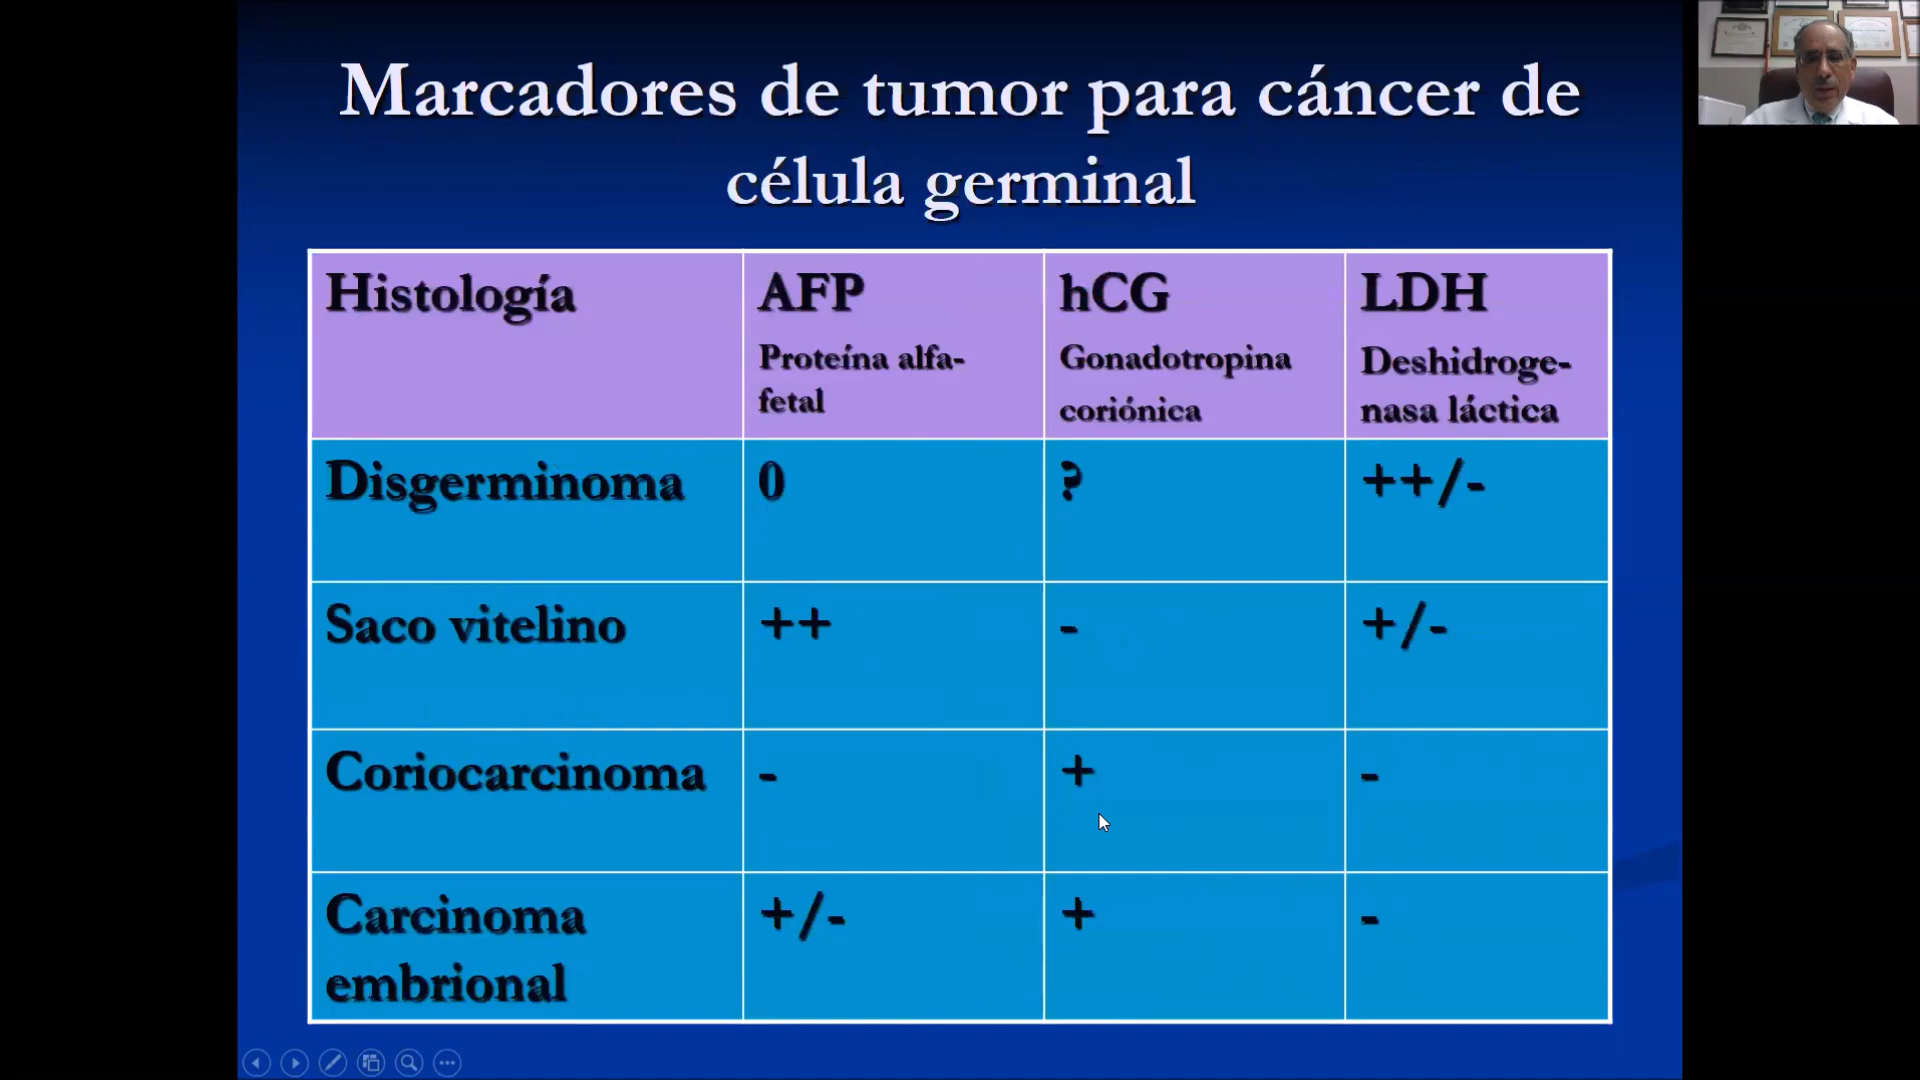 Marcadores de tumor para cáncer de
célula germinal
Histología
AFP
Proteína alfa-
fetal
hCG
Gonadotropina
coriónica
LDH
Deshidroge-
nasa láctica
Disgerminoma
0
?
++/-
Saco vitelino
++
-
+/-
Coriocarcinoma
-
+
-
Carcinoma
embrional
+/-
+
-